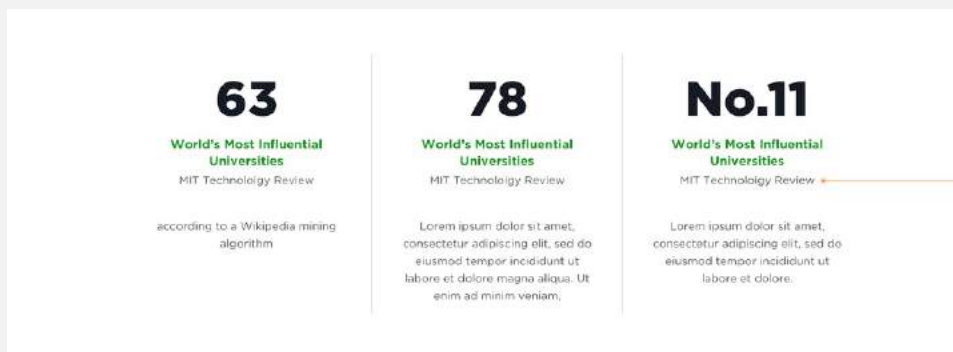 63
World's Most Influential
Universities
MIT Technoloigy Review
according to a Wikipedia mining
algorithm
78
World's Most Influential
Universities
MIT Technoloigy Review
Lorem ipsum dolor sit amet,
consectetur adipiscing elit, sed do
eiusmod tempor incididunt ut
labore et dolore magna aliqua. Ut
enim ad minim veniam,
No.11
World's Most Influential
Universities
MIT Technoloigy Review
Lorem ipsum dolor sit amet,
consectetur adipiscing elit, sed do
eiusmod tempor incididunt ut
labore et dolore.